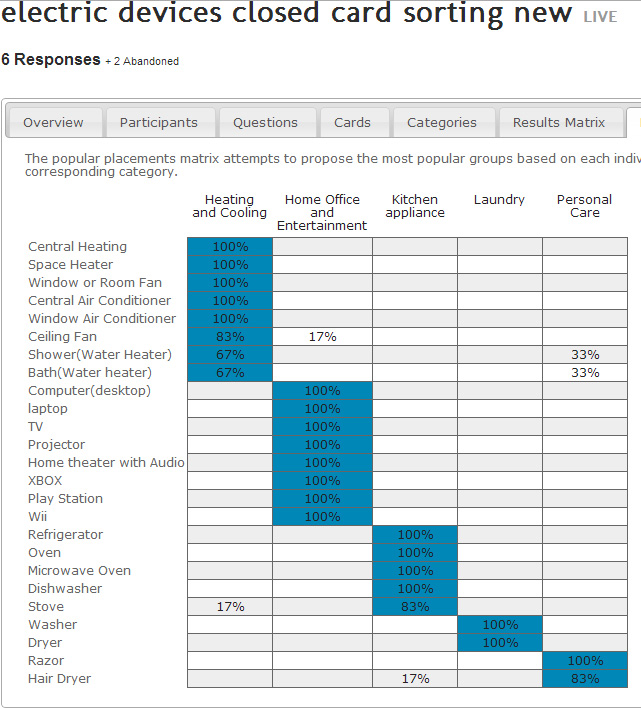 electric devices closed card sorting new LIVE
6 Responses + 2 Abandoned
Overview Participants Questions Cards Categories Results Matrix
The popular placements matrix attempts to propose the most popular groups based on each
corresponding category.
Heating and Cooling Home Office and Entertainment Kitchen appliance Laundry Personal Care
Central Heating 100%
Space Heater 100%
Window or Room Fan 100%
Central Air Conditioner 100%
Window Air Conditioner 100%
Ceiling Fan 83% 17%
Shower(Water Heater) 67% 33%
Bath(Water heater) 67% 33%
Computer(desktop) 100%
laptop 100%
TV 100%
Projector 100%
Home theater with Audio 100%
XBOX 100%
Play Station 100%
Wii 100%
Refrigerator 100%
Oven 100%
Microwave Oven 100%
Dishwasher 100%
Stove 17% 83%
Washer 100%
Dryer 100%
Razor 100%
Hair Dryer 17% 83%